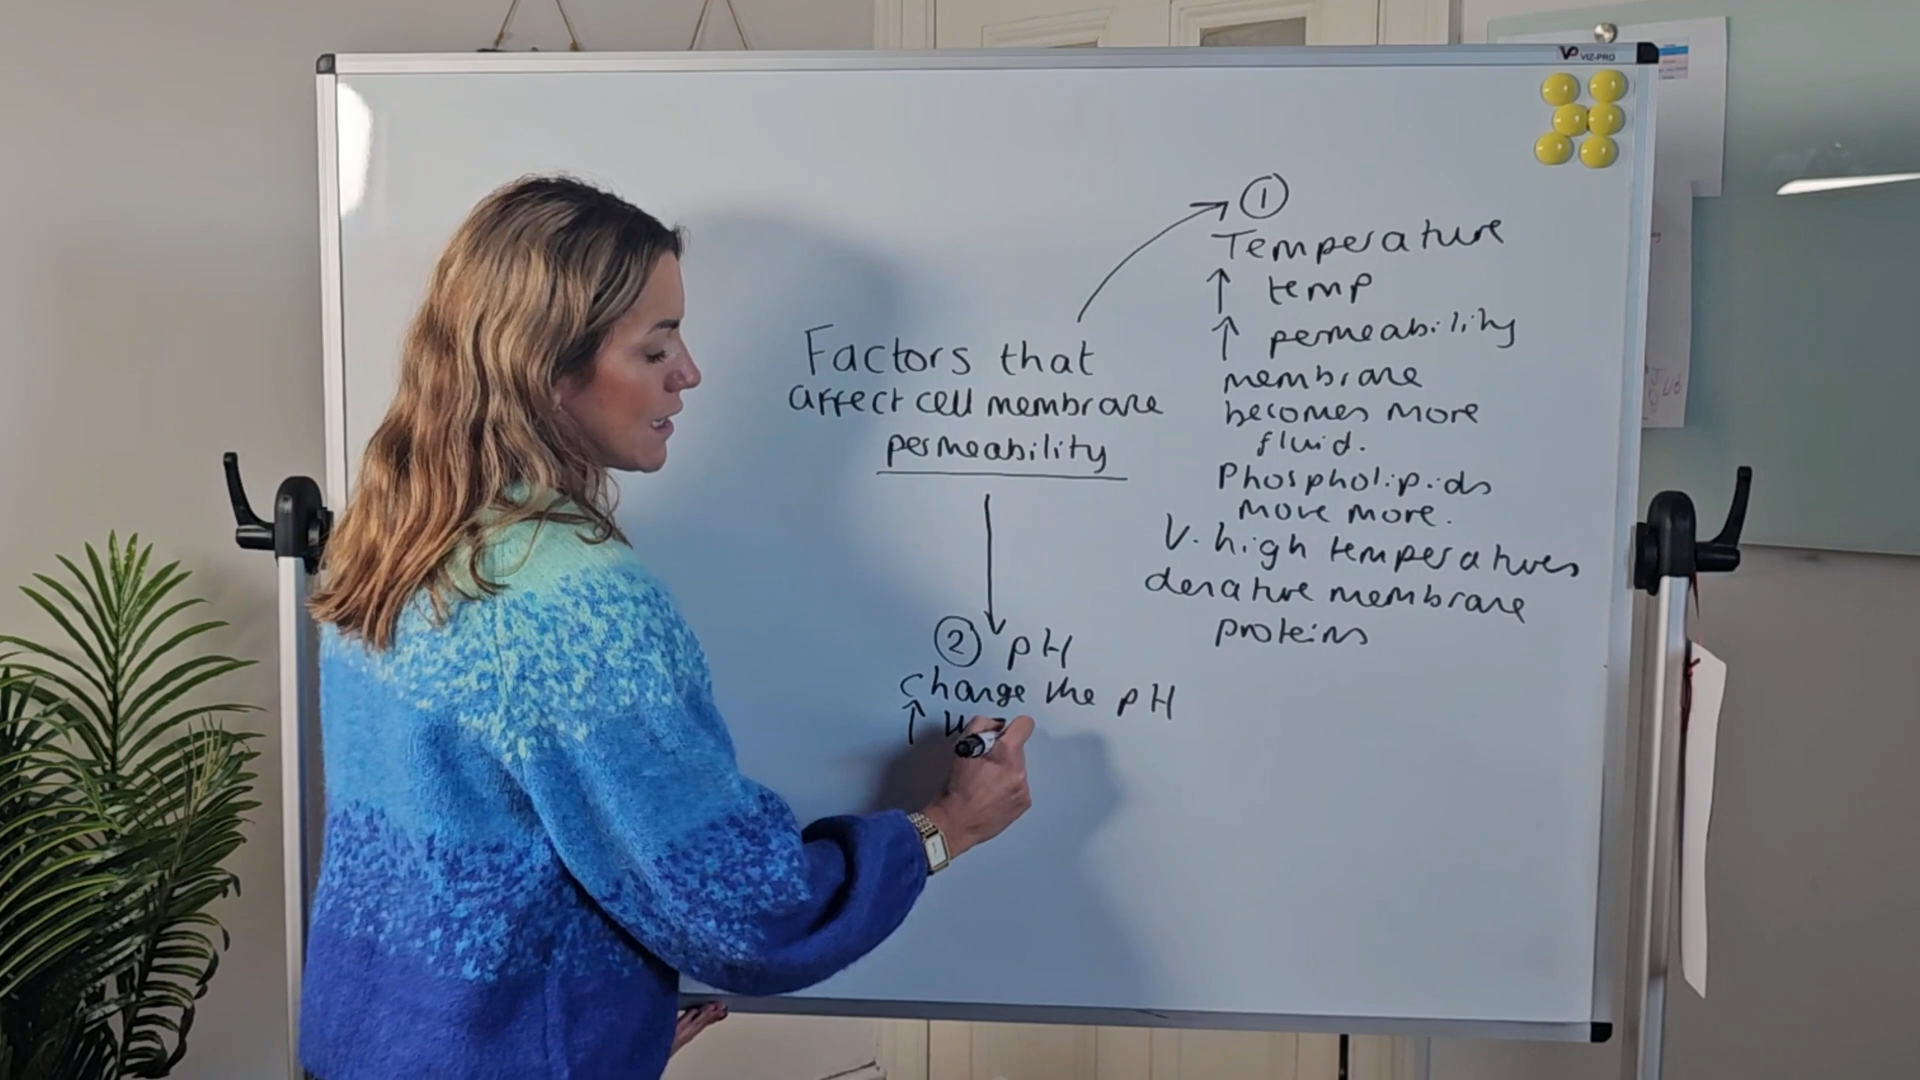 VIZ-PRO
Factors that
affect cell membrane
permeability
1
Temperature
↑ temp
↑ permeability
membrane
becomes more
fluid.
Phospholipids
move more.
V. high temperatures
denature membrane
proteins
2 pH
Change the pH
↑